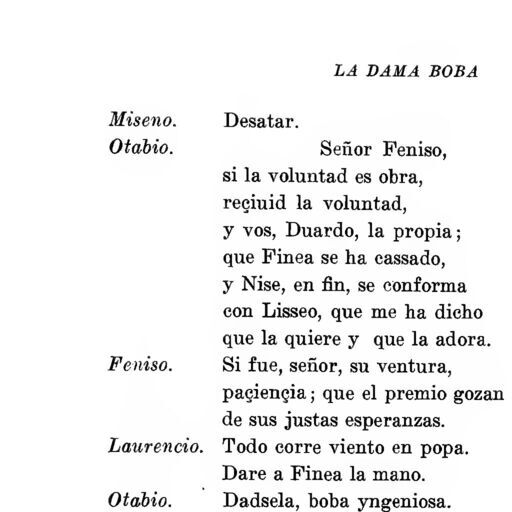 LA DAMA BOBA
Miseno. Desatar.
Otabio. Señor Feniso,
si la voluntad es obra,
reçiuid la voluntad,
y vos, Duardo, la propia;
que Finea se ha cassado,
y Nise, en fin, se conforma
con Lisseo, que me ha dicho
que la quiere y que la adora.
Feniso. Si fue, señor, su ventura,
paçiençia; que el premio gozan
de sus justas esperanzas.
Laurencio. Todo corre viento en popa.
Dare a Finea la mano.
Otabio. Dadsela, boba yngeniosa.